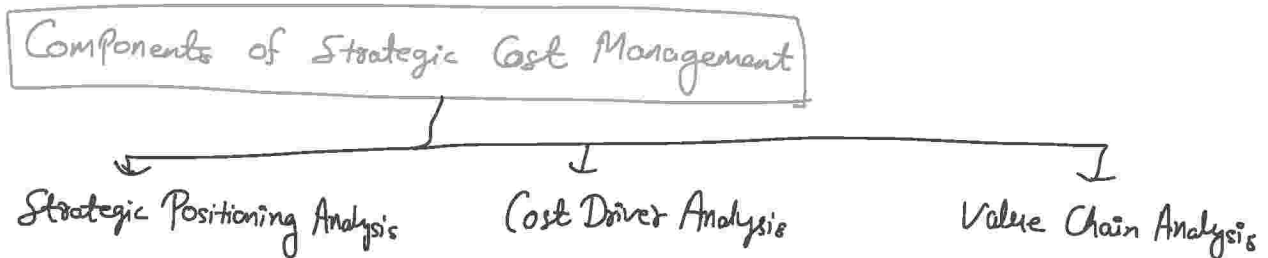 Components of Strategic Cost Management
Strategic Positioning Analysis
Cost Driver Analysis
Value Chain Analysis